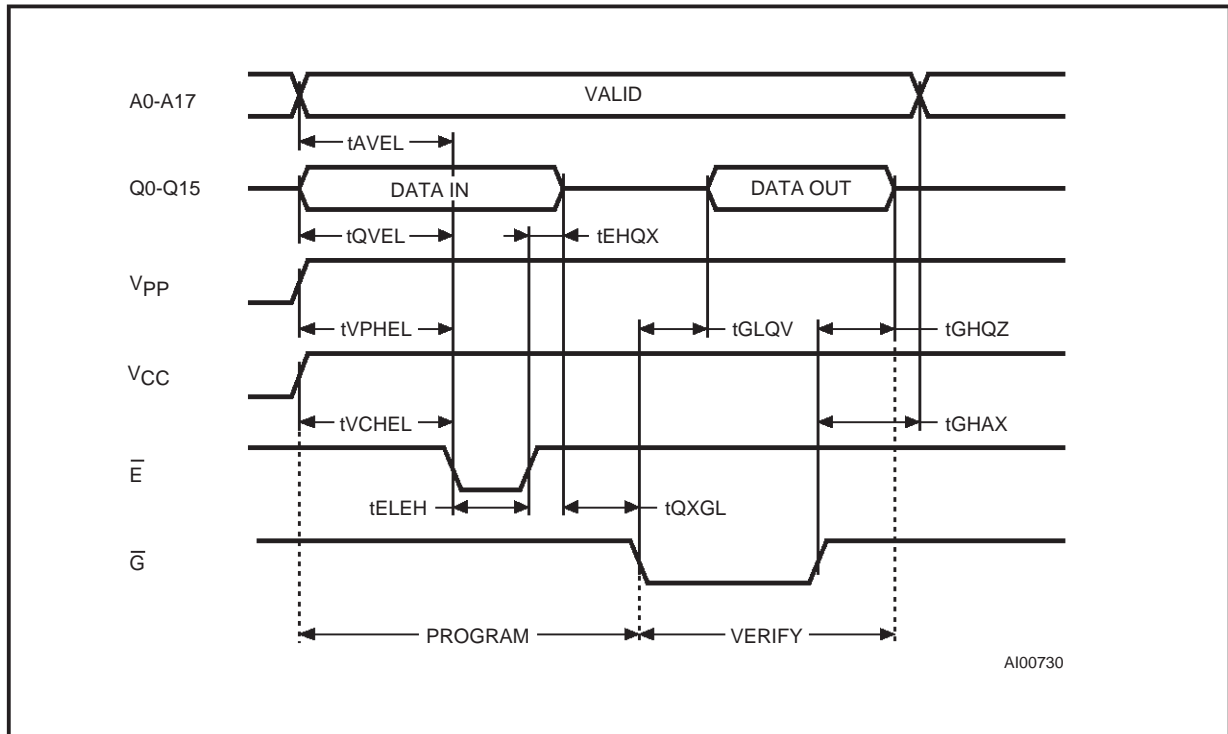 A0-A17
VALID
tAVEL
Q0-Q15
DATA IN
DATA OUT
tQVEL
tEHQX
VPP
tVPHEL
tGLQV
tGHQZ
VCC
tVCHEL
tGHAX
E̅
tELEH
tQXGL
G̅
PROGRAM
VERIFY
AI00730